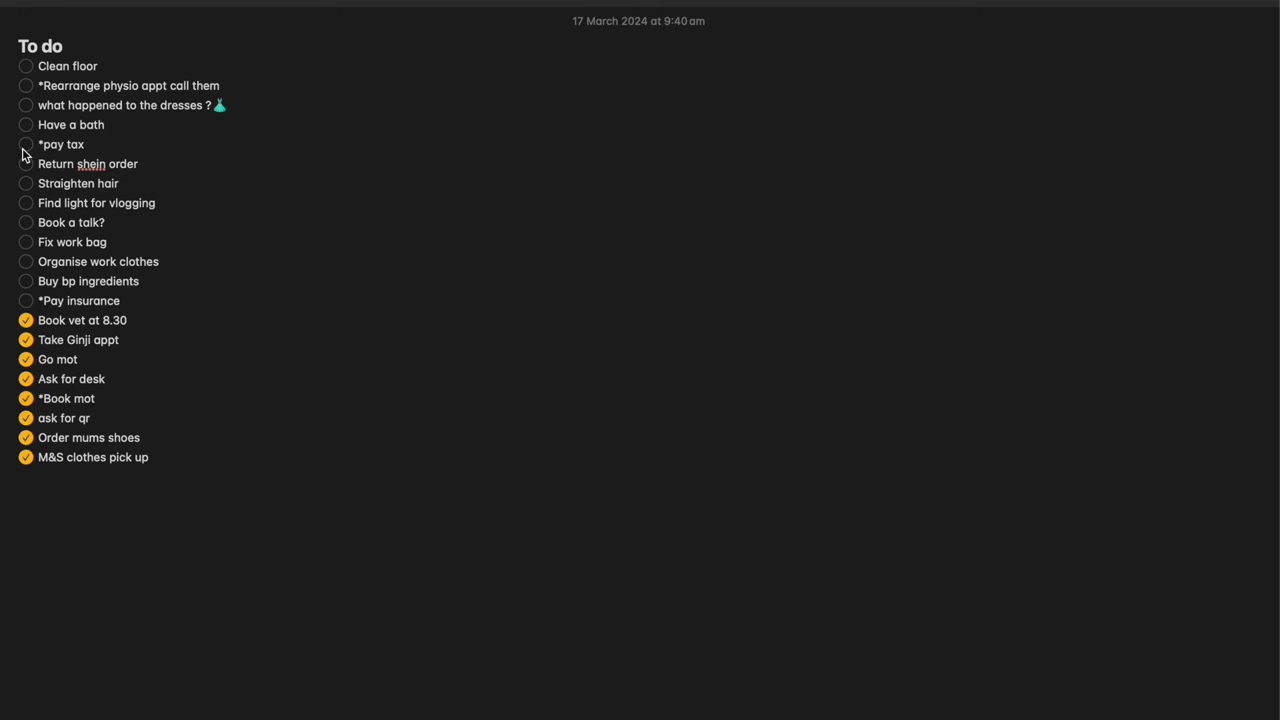 17 March 2024 at 9:40 am
To do
Clean floor
*Rearrange physio appt call them
what happened to the dresses ?👗
Have a bath
*pay tax
Return shein order
Straighten hair
Find light for vlogging
Book a talk?
Fix work bag
Organise work clothes
Buy bp ingredients
*Pay insurance
Book vet at 8.30
Take Ginji appt
Go mot
Ask for desk
*Book mot
ask for qr
Order mums shoes
M&S clothes pick up